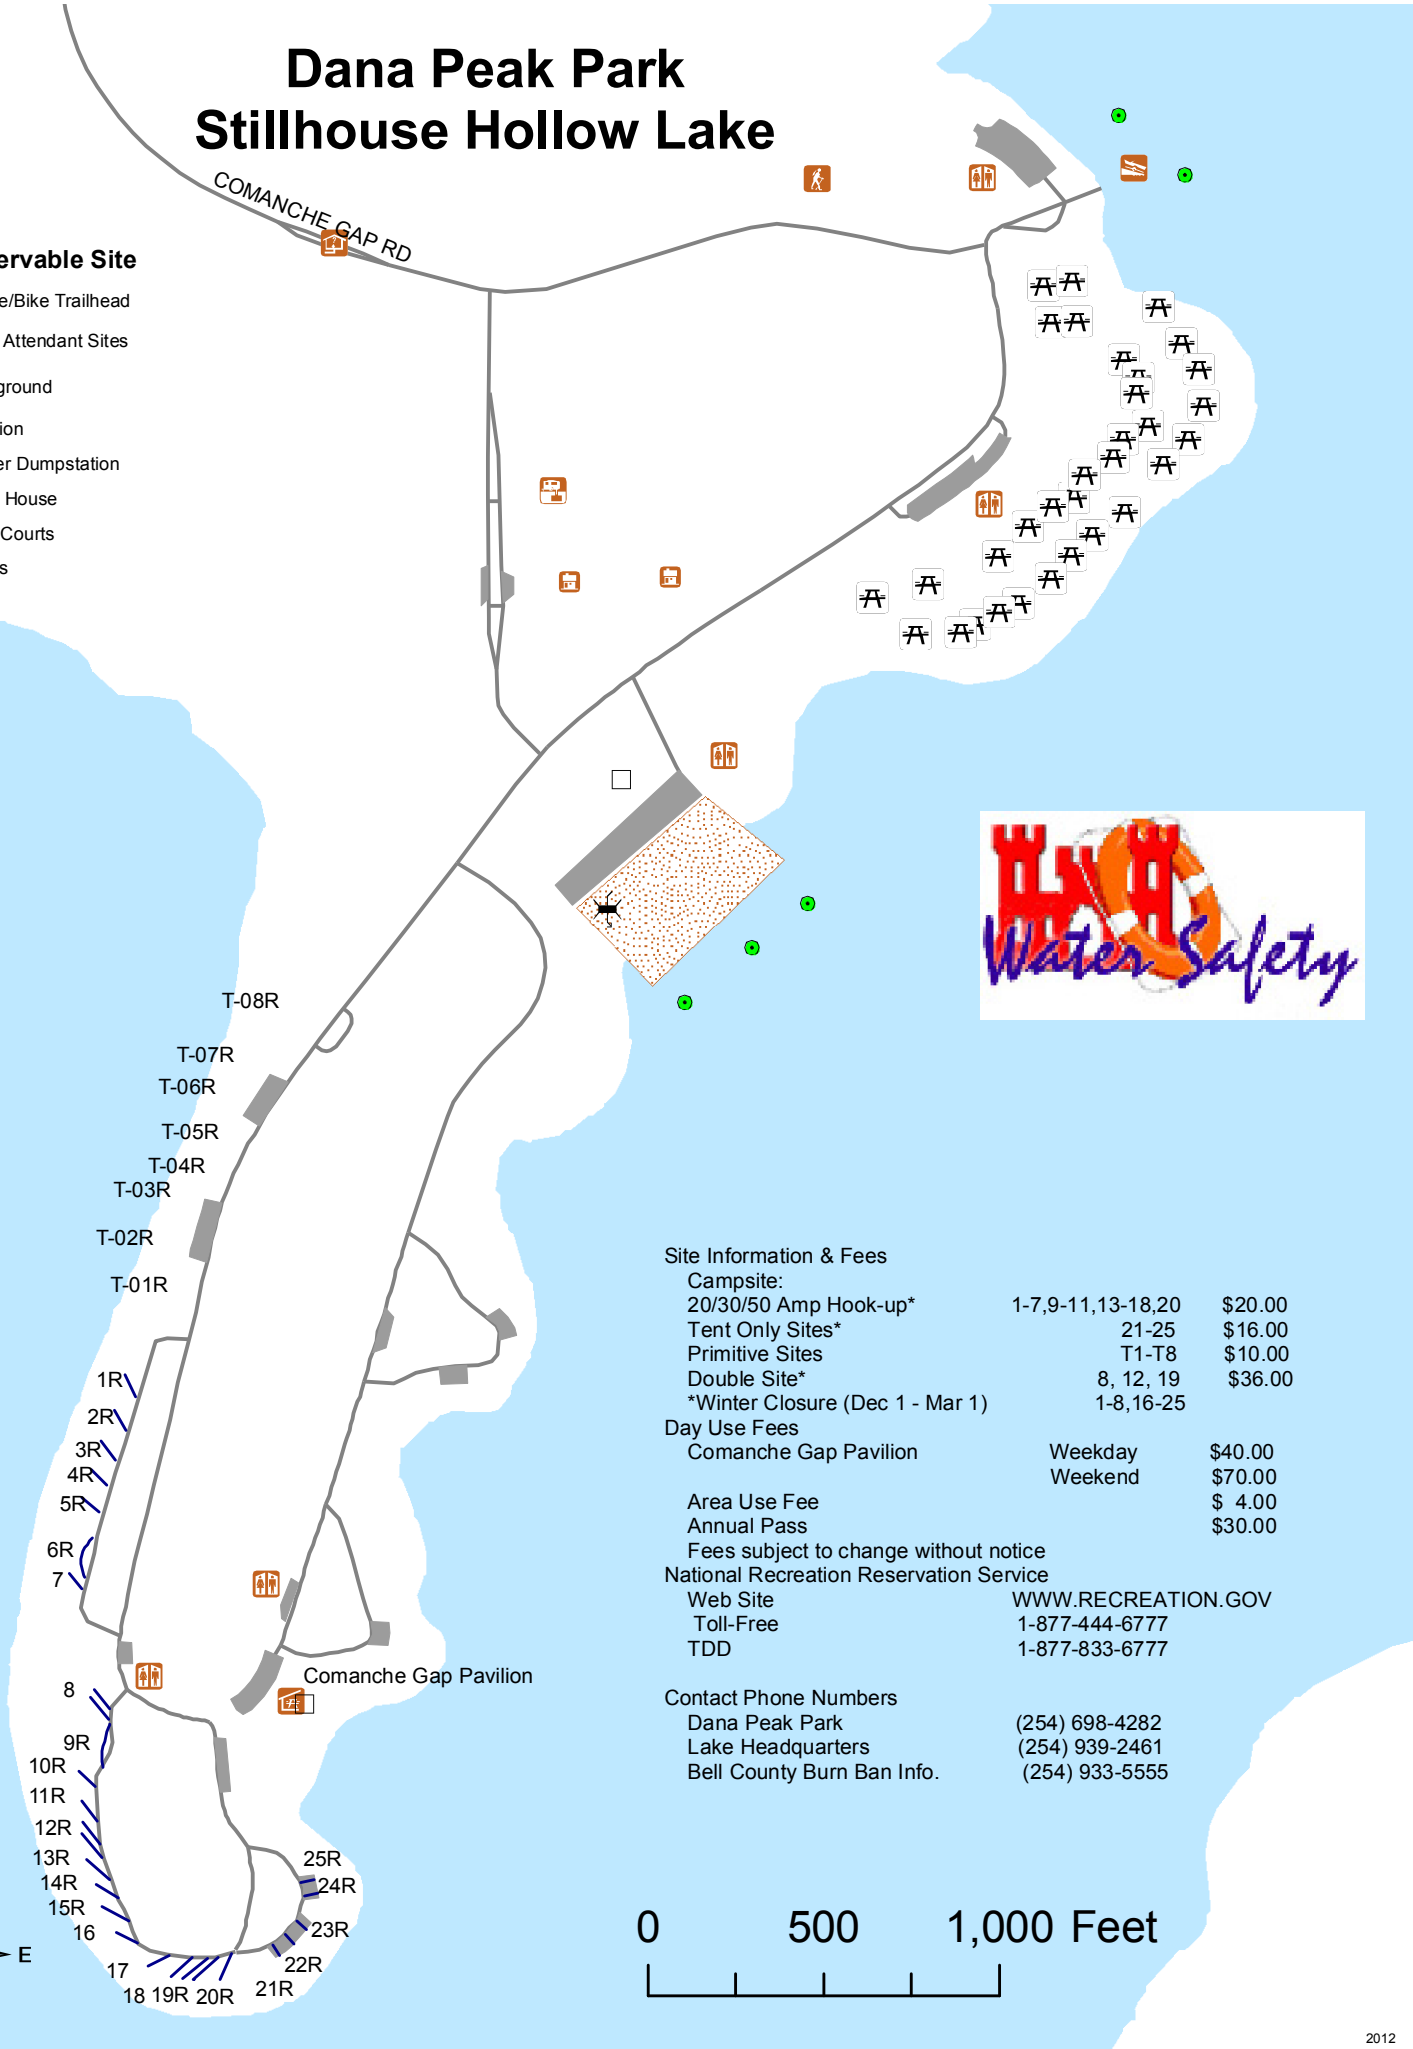 Dana Peak Park
Stillhouse Hollow Lake
COMANCHE GAP RD
ervable Site
e/Bike Trailhead
Attendant Sites
ground
ion
er Dumpstation
House
Courts
s
Water Safety
T-08R
T-07R
T-06R
T-05R
T-04R
T-03R
T-02R
T-01R
1R
2R
3R
4R
5R
6R
7
8
9R
10R
11R
12R
13R
14R
15R
16
17
18
19R
20R
21R
22R
23R
24R
25R
Comanche Gap Pavilion
E
Site Information & Fees
Campsite:
20/30/50 Amp Hook-up* 1-7,9-11,13-18,20 $20.00
Tent Only Sites* 21-25 $16.00
Primitive Sites T1-T8 $10.00
Double Site* 8, 12, 19 $36.00
*Winter Closure (Dec 1 - Mar 1) 1-8,16-25
Day Use Fees
Comanche Gap Pavilion Weekday $40.00
Weekend $70.00
Area Use Fee $ 4.00
Annual Pass $30.00
Fees subject to change without notice
National Recreation Reservation Service
Web Site WWW.RECREATION.GOV
Toll-Free 1-877-444-6777
TDD 1-877-833-6777
Contact Phone Numbers
Dana Peak Park (254) 698-4282
Lake Headquarters (254) 939-2461
Bell County Burn Ban Info. (254) 933-5555
0 500 1,000 Feet
2012